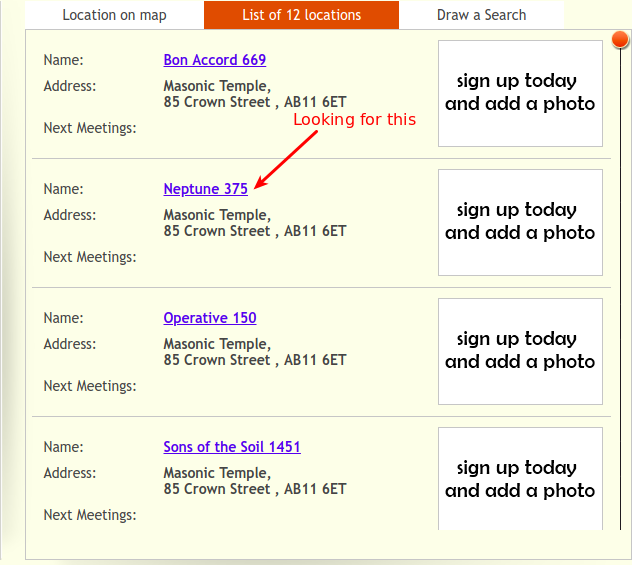 Location on map
List of 12 locations
Draw a Search
Name: Bon Accord 669
Address: Masonic Temple,
85 Crown Street , AB11 6ET
Next Meetings:
sign up today
and add a photo
Looking for this
Name: Neptune 375
Address: Masonic Temple,
85 Crown Street , AB11 6ET
Next Meetings:
sign up today
and add a photo
Name: Operative 150
Address: Masonic Temple,
85 Crown Street , AB11 6ET
Next Meetings:
sign up today
and add a photo
Name: Sons of the Soil 1451
Address: Masonic Temple,
85 Crown Street , AB11 6ET
Next Meetings:
sign up today
and add a photo